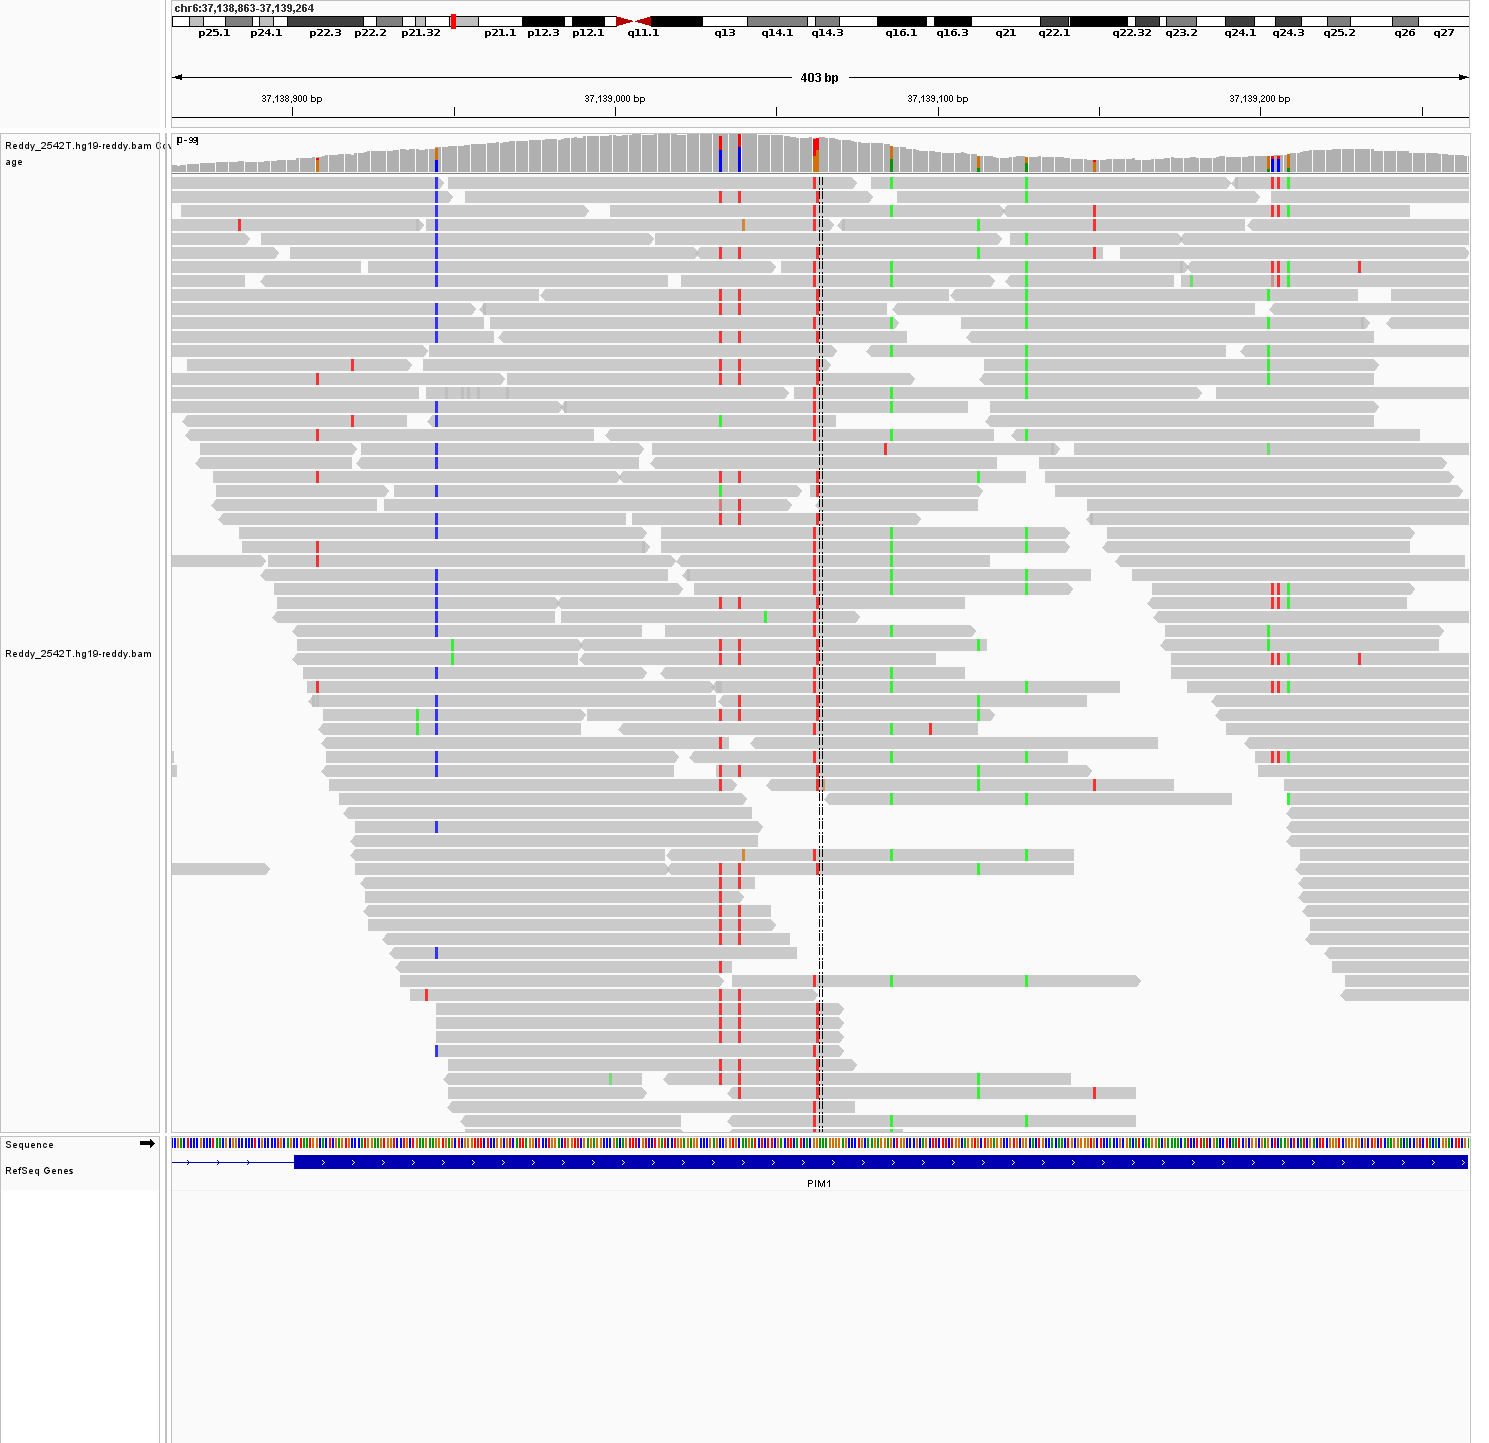 chr6:37,138,863-37,139,264
p25.1 p24.1 p22.3 p22.2 p21.32 p21.1 p12.3 p12.1 q11.1 q13 q14.1 q14.3 q16.1 q16.3 q21 q22.1 q22.32 q23.2 q24.1 q24.3 q25.2 q26 q27
403 bp
37,138,900 bp 37,139,000 bp 37,139,100 bp 37,139,200 bp
[0-99]
Reddy_2542T.hg19-reddy.bam
age
Reddy_2542T.hg19-reddy.bam
Sequence
RefSeq Genes
PIM1